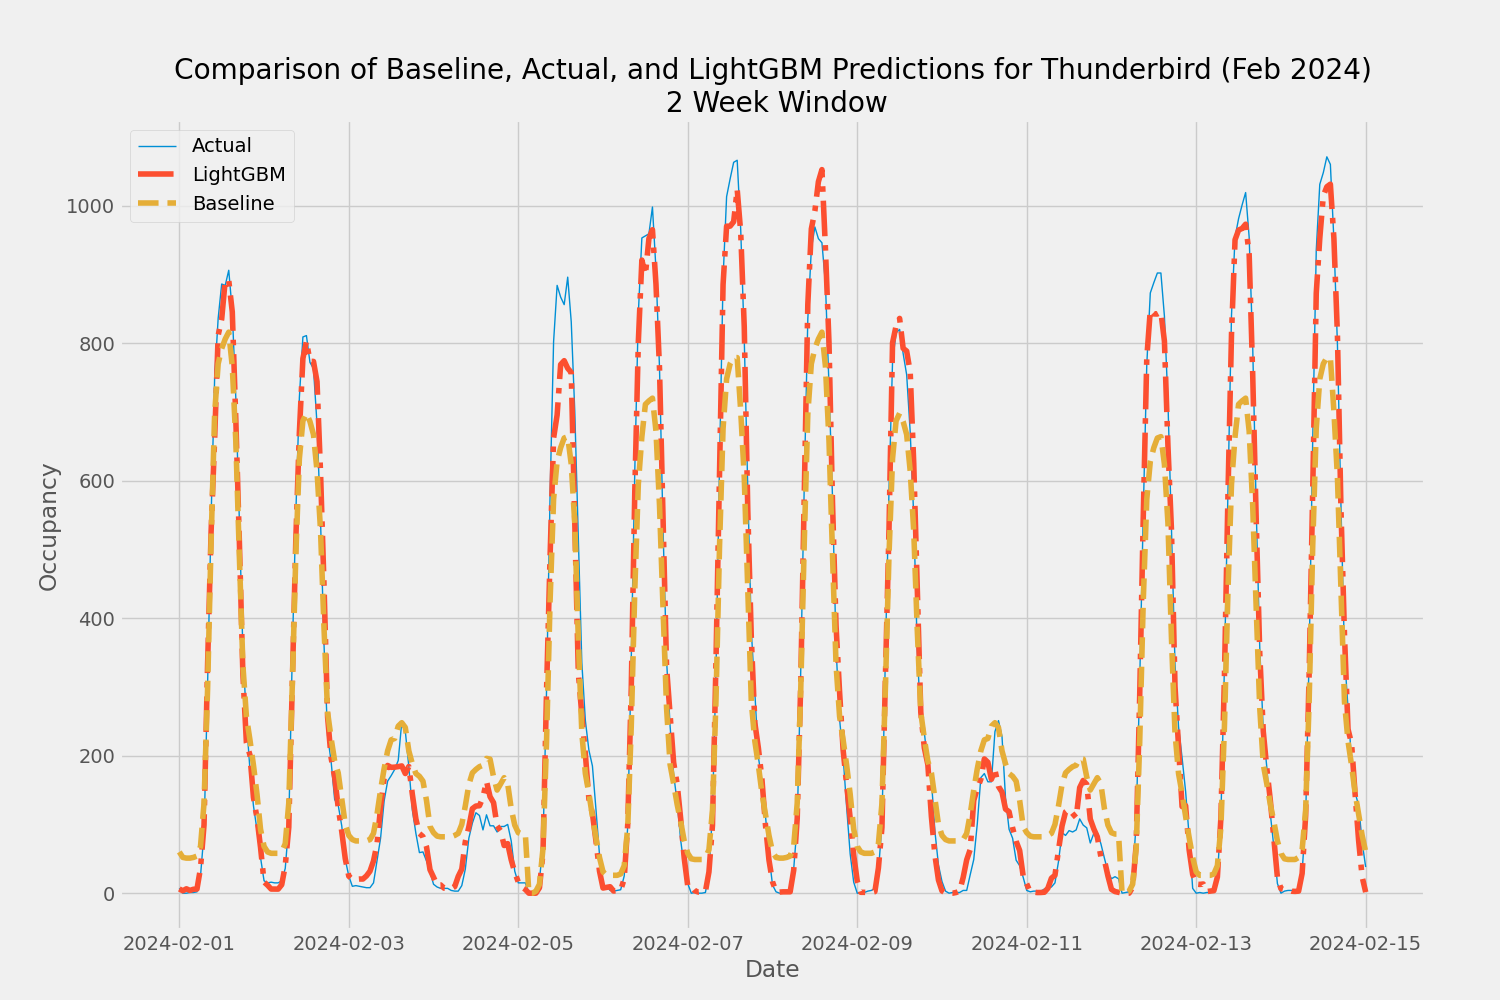 Comparison of Baseline, Actual, and LightGBM Predictions for Thunderbird (Feb 2024)
2 Week Window
Actual
LightGBM
Baseline
1000
800
600
400
200
0
Occupancy
2024-02-01
2024-02-03
2024-02-05
2024-02-07
2024-02-09
2024-02-11
2024-02-13
2024-02-15
Date